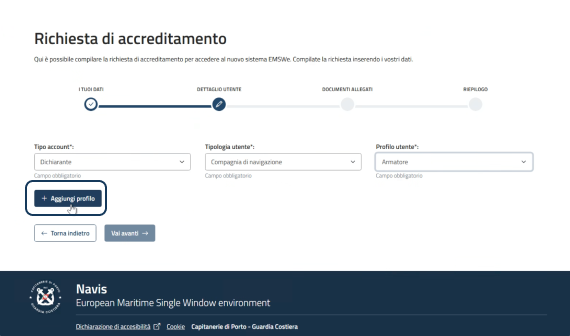 Richiesta di accreditamento
Qui è possibile compilare la richiesta di accreditamento per accedere al nuovo sistema EMSWe. Compilate la richiesta inserendo i vostri dati.
I TUOI DATI DETTAGLIO UTENTE DOCUMENTI ALLEGATI RIEPILOGO
Tipo account*: Tipologia utente*: Profilo utente*:
Dichiarante Compagnia di navigazione Armatore
Campo obbligatorio Campo obbligatorio Campo obbligatorio
+ Aggiungi profilo
← Torna indietro Vai avanti →
Navis
European Maritime Single Window environment
Dichiarazione di accesibilità Cookie Capitanerie di Porto - Guardia Costiera